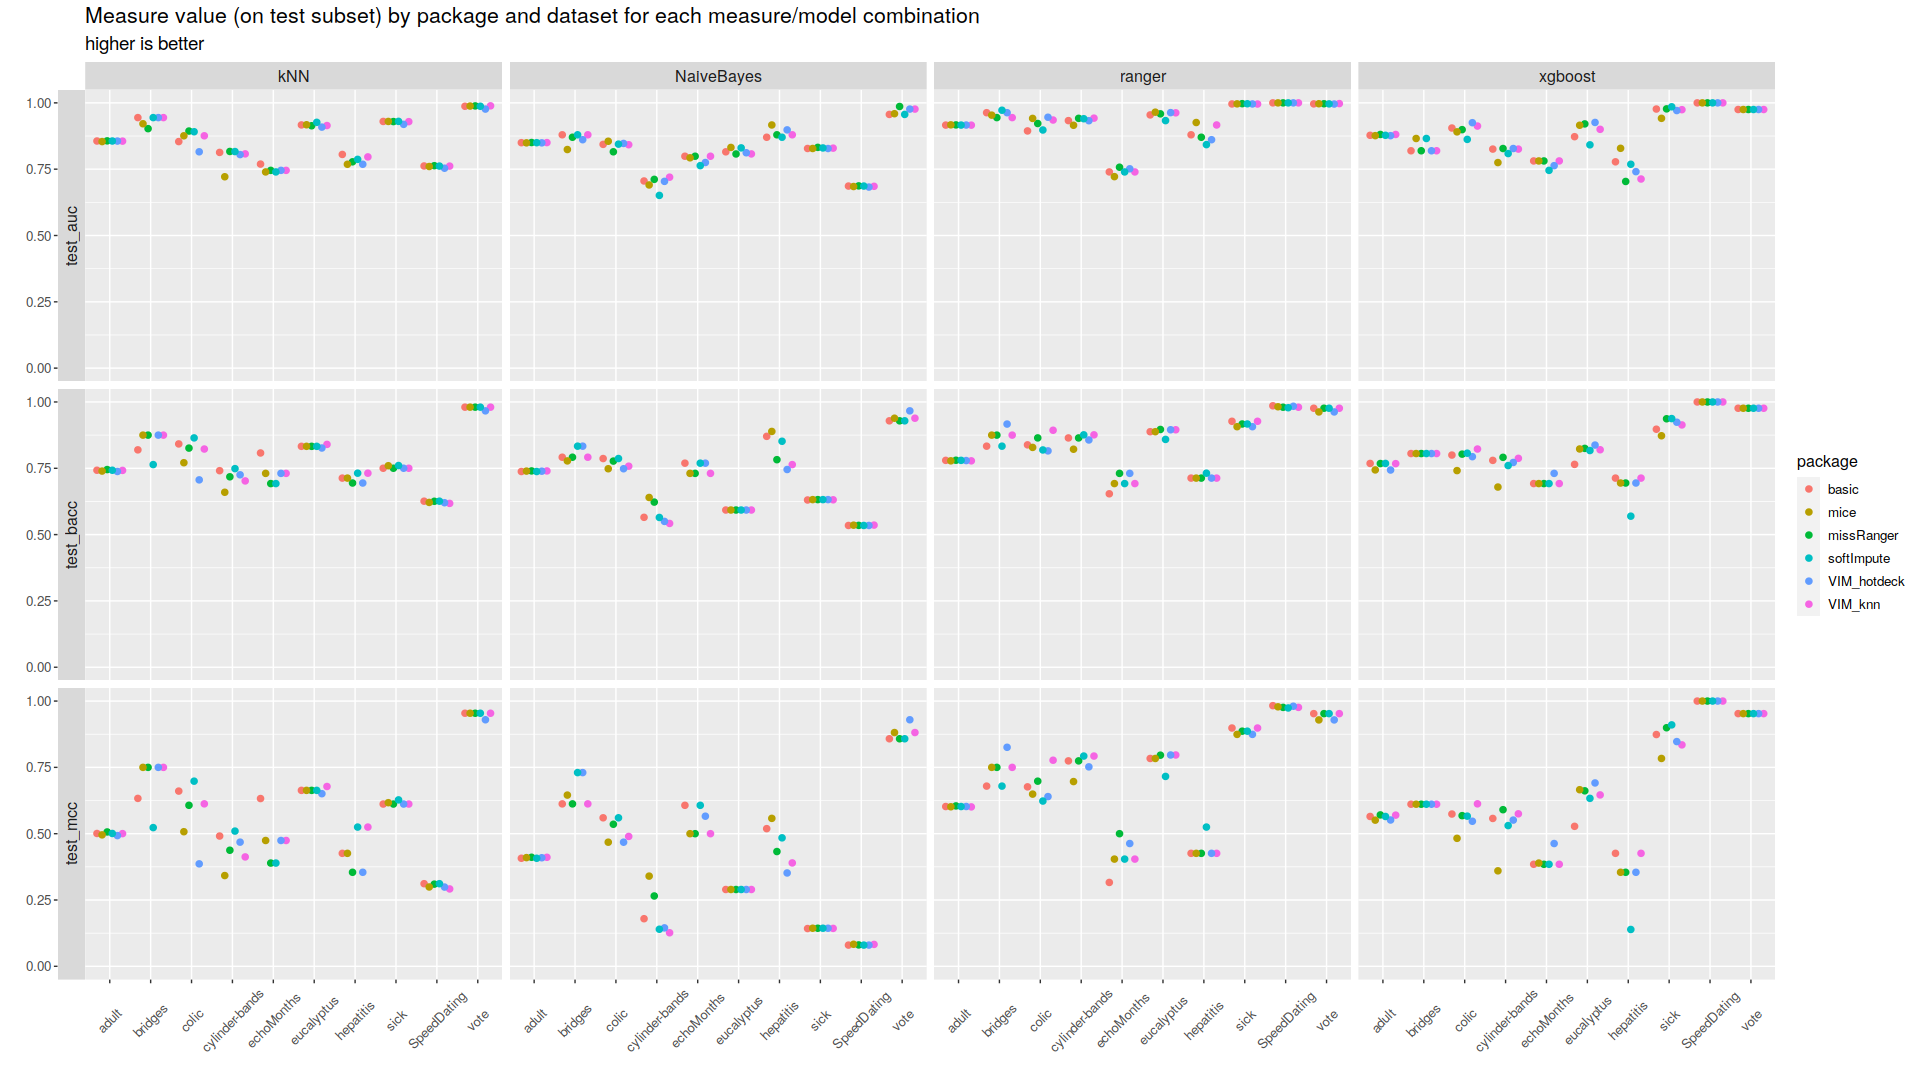 Measure value (on test subset) by package and dataset for each measure/model combination
higher is better
kNN
NaiveBayes
ranger
xgboost
1.00
0.75
0.50
0.25
0.00
test_auc
1.00
0.75
0.50
0.25
0.00
test_bacc
1.00
0.75
0.50
0.25
0.00
test_mcc
adult
bridges
colic
cylinder-bands
echoMonths
eucalyptus
hepatitis
sick
SpeedDating
vote
adult
bridges
colic
cylinder-bands
echoMonths
eucalyptus
hepatitis
sick
SpeedDating
vote
adult
bridges
colic
cylinder-bands
echoMonths
eucalyptus
hepatitis
sick
SpeedDating
vote
adult
bridges
colic
cylinder-bands
echoMonths
eucalyptus
hepatitis
sick
SpeedDating
vote
package
basic
mice
missRanger
softImpute
VIM_hotdeck
VIM_knn